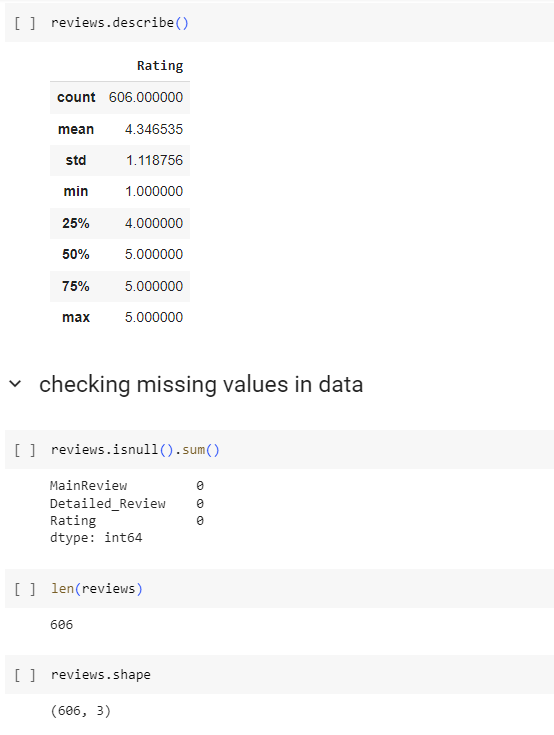 [ ] reviews.describe()
Rating
count 606.000000
mean 4.346535
std 1.118756
min 1.000000
25% 4.000000
50% 5.000000
75% 5.000000
max 5.000000
checking missing values in data
[ ] reviews.isnull().sum()
MainReview 0
Detailed_Review 0
Rating 0
dtype: int64
[ ] len(reviews)
606
[ ] reviews.shape
(606, 3)